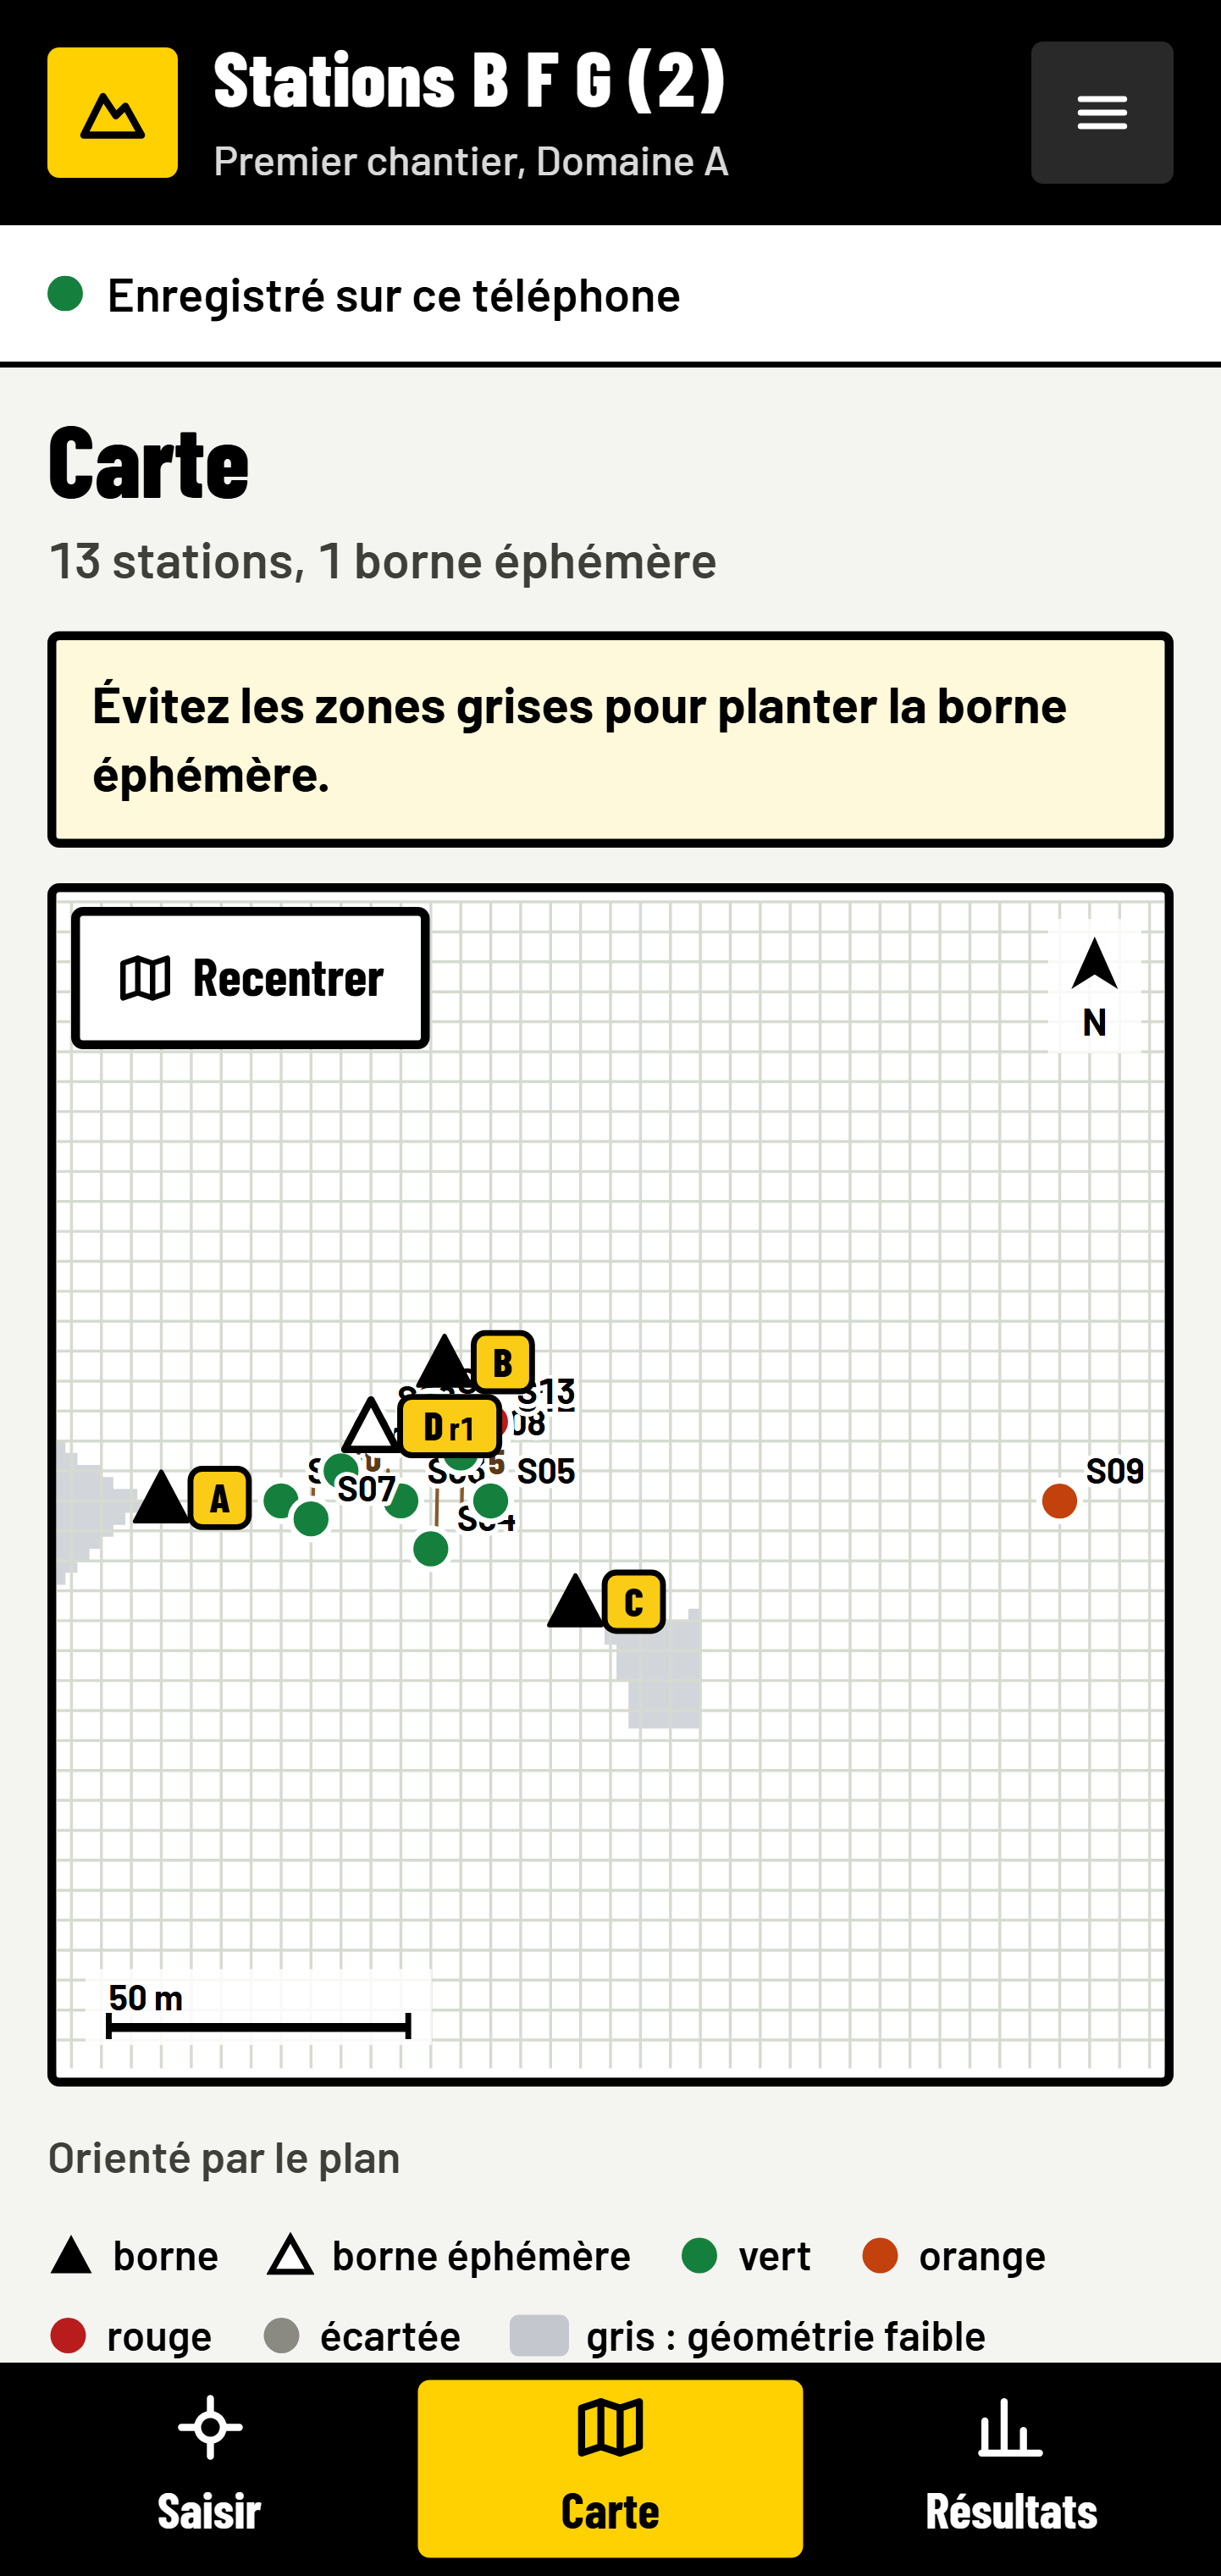 Stations B F G (2)
Premier chantier, Domaine A
Enregistré sur ce téléphone
Carte
13 stations, 1 borne éphémère
Évitez les zones grises pour planter la borne
éphémère.
Recentrer
N
B
S13
D r1
08
S05
S09
S07
A
C
50 m
Orienté par le plan
borne
borne éphémère
vert
orange
rouge
écartée
gris : géométrie faible
Saisir
Carte
Résultats